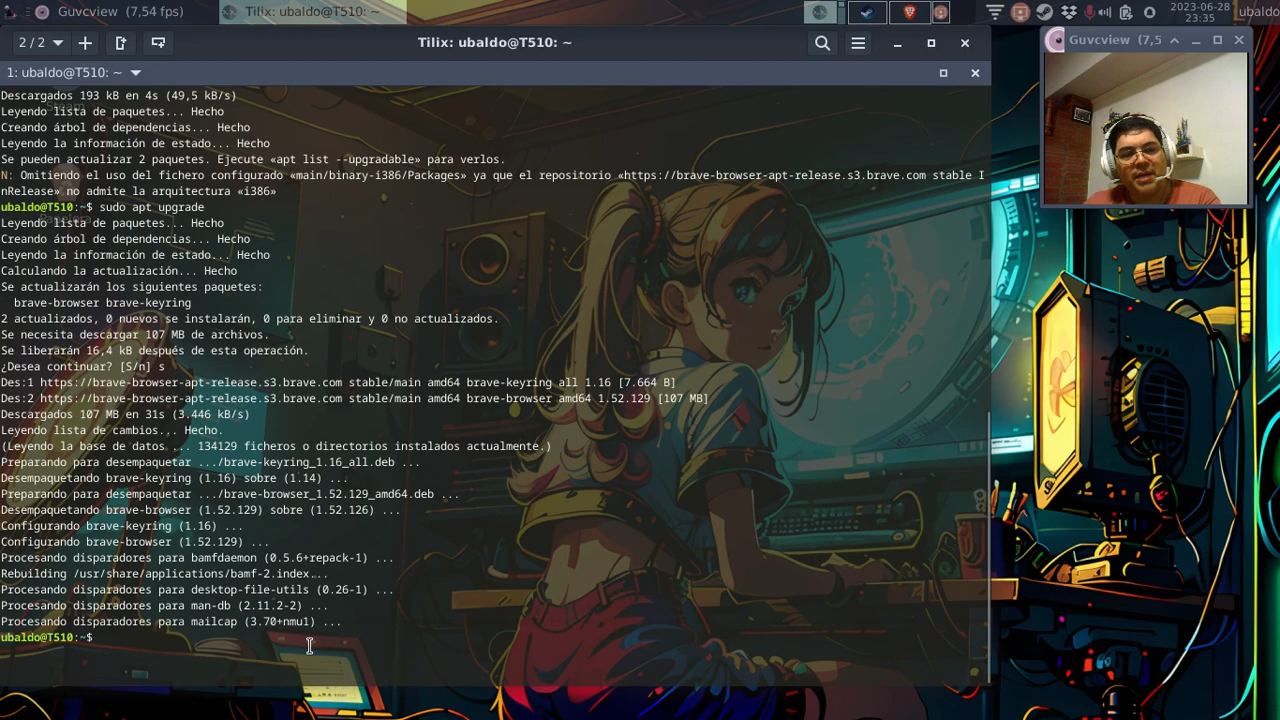 Guvcview (7,54 fps)
Tilix: ubaldo@T510: ~
2023-06-28
23:35
ubaldo
2 / 2
Tilix: ubaldo@T510: ~
Guvcview (7,5
1: ubaldo@T510: ~
Descargados 193 kB en 4s (49,5 kB/s)
Leyendo lista de paquetes... Hecho
Creando árbol de dependencias... Hecho
Leyendo la información de estado... Hecho
Se pueden actualizar 2 paquetes. Ejecute «apt list --upgradable» para verlos.
N: Omitiendo el uso del fichero configurado «main/binary-i386/Packages» ya que el repositorio «https://brave-browser-apt-release.s3.brave.com stable I
nRelease» no admite la arquitectura «i386»
ubaldo@T510:~$ sudo apt upgrade
Leyendo lista de paquetes... Hecho
Creando árbol de dependencias... Hecho
Leyendo la información de estado... Hecho
Calculando la actualización... Hecho
Se actualizarán los siguientes paquetes:
  brave-browser brave-keyring
2 actualizados, 0 nuevos se instalarán, 0 para eliminar y 0 no actualizados.
Se necesita descargar 107 MB de archivos.
Se liberarán 16,4 kB después de esta operación.
¿Desea continuar? [S/n] s
Des:1 https://brave-browser-apt-release.s3.brave.com stable/main amd64 brave-keyring all 1.16 [7.664 B]
Des:2 https://brave-browser-apt-release.s3.brave.com stable/main amd64 brave-browser amd64 1.52.129 [107 MB]
Descargados 107 MB en 31s (3.446 kB/s)
Leyendo lista de cambios... Hecho.
(Leyendo la base de datos ... 134129 ficheros o directorios instalados actualmente.)
Preparando para desempaquetar .../brave-keyring_1.16_all.deb ...
Desempaquetando brave-keyring (1.16) sobre (1.14) ...
Preparando para desempaquetar .../brave-browser_1.52.129_amd64.deb ...
Desempaquetando brave-browser (1.52.129) sobre (1.52.126) ...
Configurando brave-keyring (1.16) ...
Configurando brave-browser (1.52.129) ...
Procesando disparadores para bamfdaemon (0.5.6+repack-1) ...
Rebuilding /usr/share/applications/bamf-2.index...
Procesando disparadores para desktop-file-utils (0.26-1) ...
Procesando disparadores para man-db (2.11.2-2) ...
Procesando disparadores para mailcap (3.70+nmu1) ...
ubaldo@T510:~$